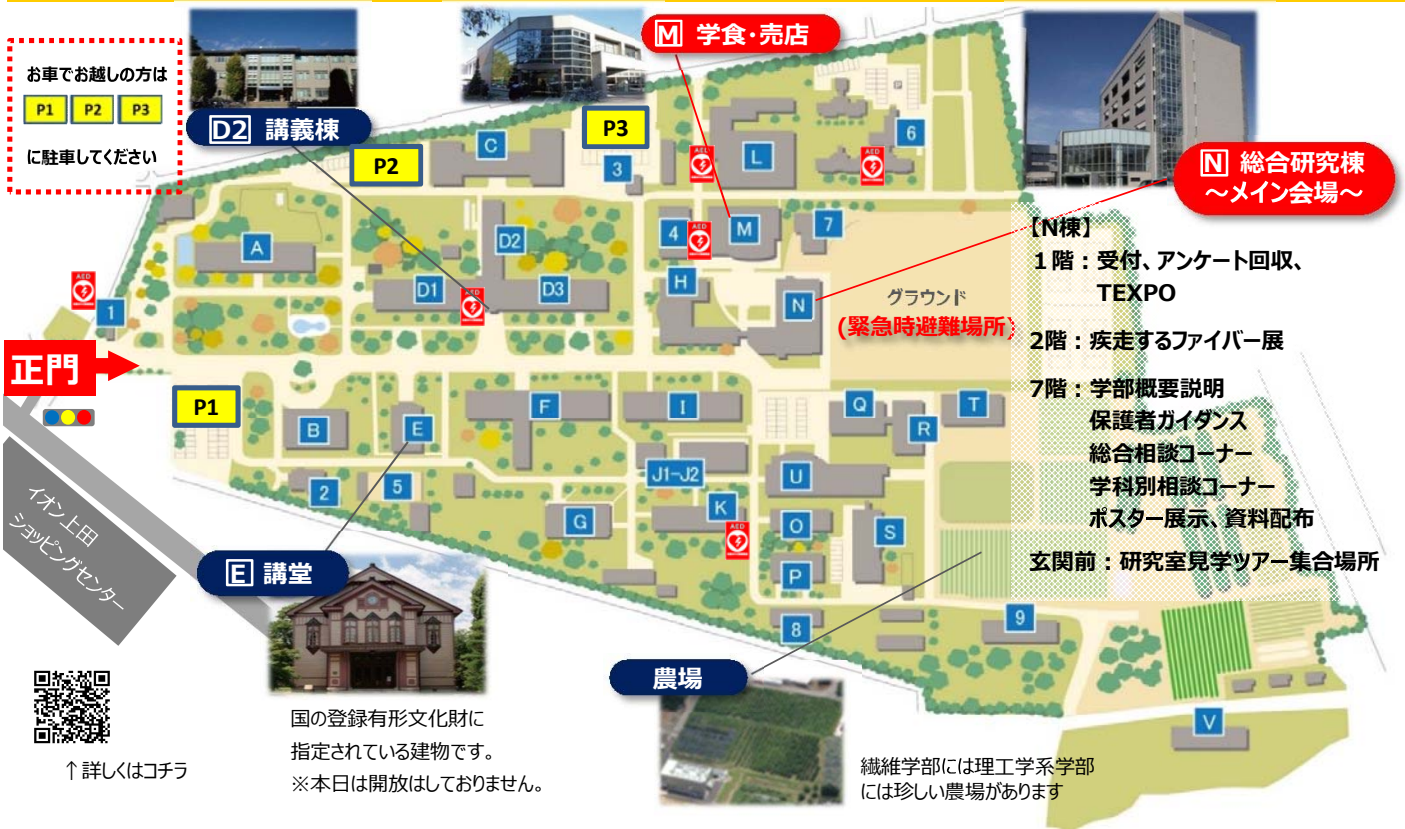 お車でお越しの方は
P1 P2 P3
に駐車してください
D2 講義棟
M 学食・売店
N 総合研究棟
～メイン会場～
P2
C
P3
3
L
6
AED
AED
A
D2
4
AED
M
7
AED
1
D1
AED
D3
H
N
グラウンド
(緊急時避難場所)
正門
P1
B
E
F
I
Q
R
T
2
5
G
J1-J2
K
AED
U
O
S
P
8
9
V
【N棟】
１階：受付、アンケート回収、
TEXPO
2階：疾走するファイバー展
7階：学部概要説明
保護者ガイダンス
総合相談コーナー
学科別相談コーナー
ポスター展示、資料配布
玄関前：研究室見学ツアー集合場所
イオン上田
ショッピングセンター
E 講堂
国の登録有形文化財に
指定されている建物です。
※本日は開放はしておりません。
農場
繊維学部には理工学系学部
には珍しい農場があります
↑詳しくはコチラ